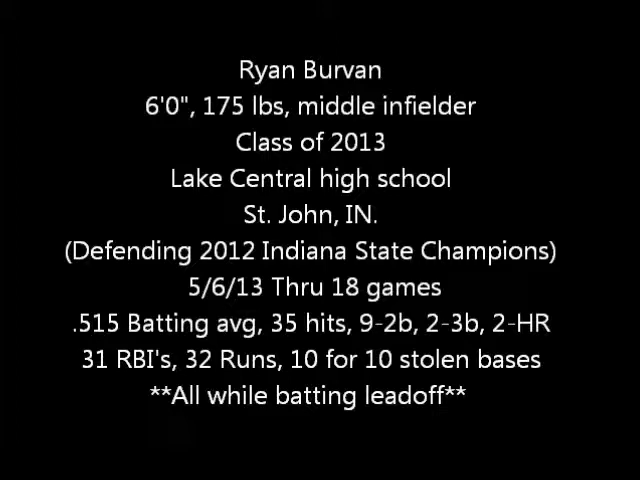 Ryan Burvan
6'0", 175 lbs, middle infielder
Class of 2013
Lake Central high school
St. John, IN.
(Defending 2012 Indiana State Champions)
5/6/13 Thru 18 games
.515 Batting avg, 35 hits, 9-2b, 2-3b, 2-HR
31 RBI's, 32 Runs, 10 for 10 stolen bases
**All while batting leadoff**